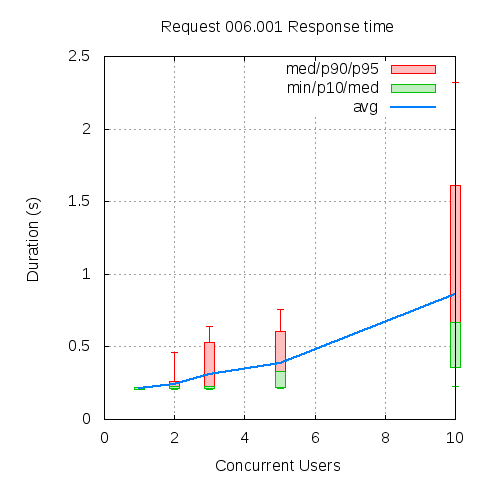 Request 006.001 Response time
2.5
2
1.5
1
0.5
0
Duration (s)
med/p90/p95
min/p10/med
avg
0 2 4 6 8 10
Concurrent Users